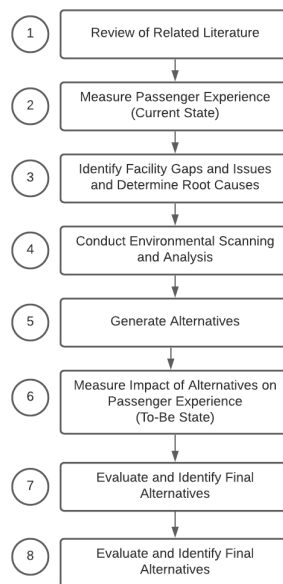 1
Review of Related Literature
2
Measure Passenger Experience
(Current State)
3
Identify Facility Gaps and Issues
and Determine Root Causes
4
Conduct Environmental Scanning
and Analysis
5
Generate Alternatives
6
Measure Impact of Alternatives on
Passenger Experience
(To-Be State)
7
Evaluate and Identify Final
Alternatives
8
Evaluate and Identify Final
Alternatives